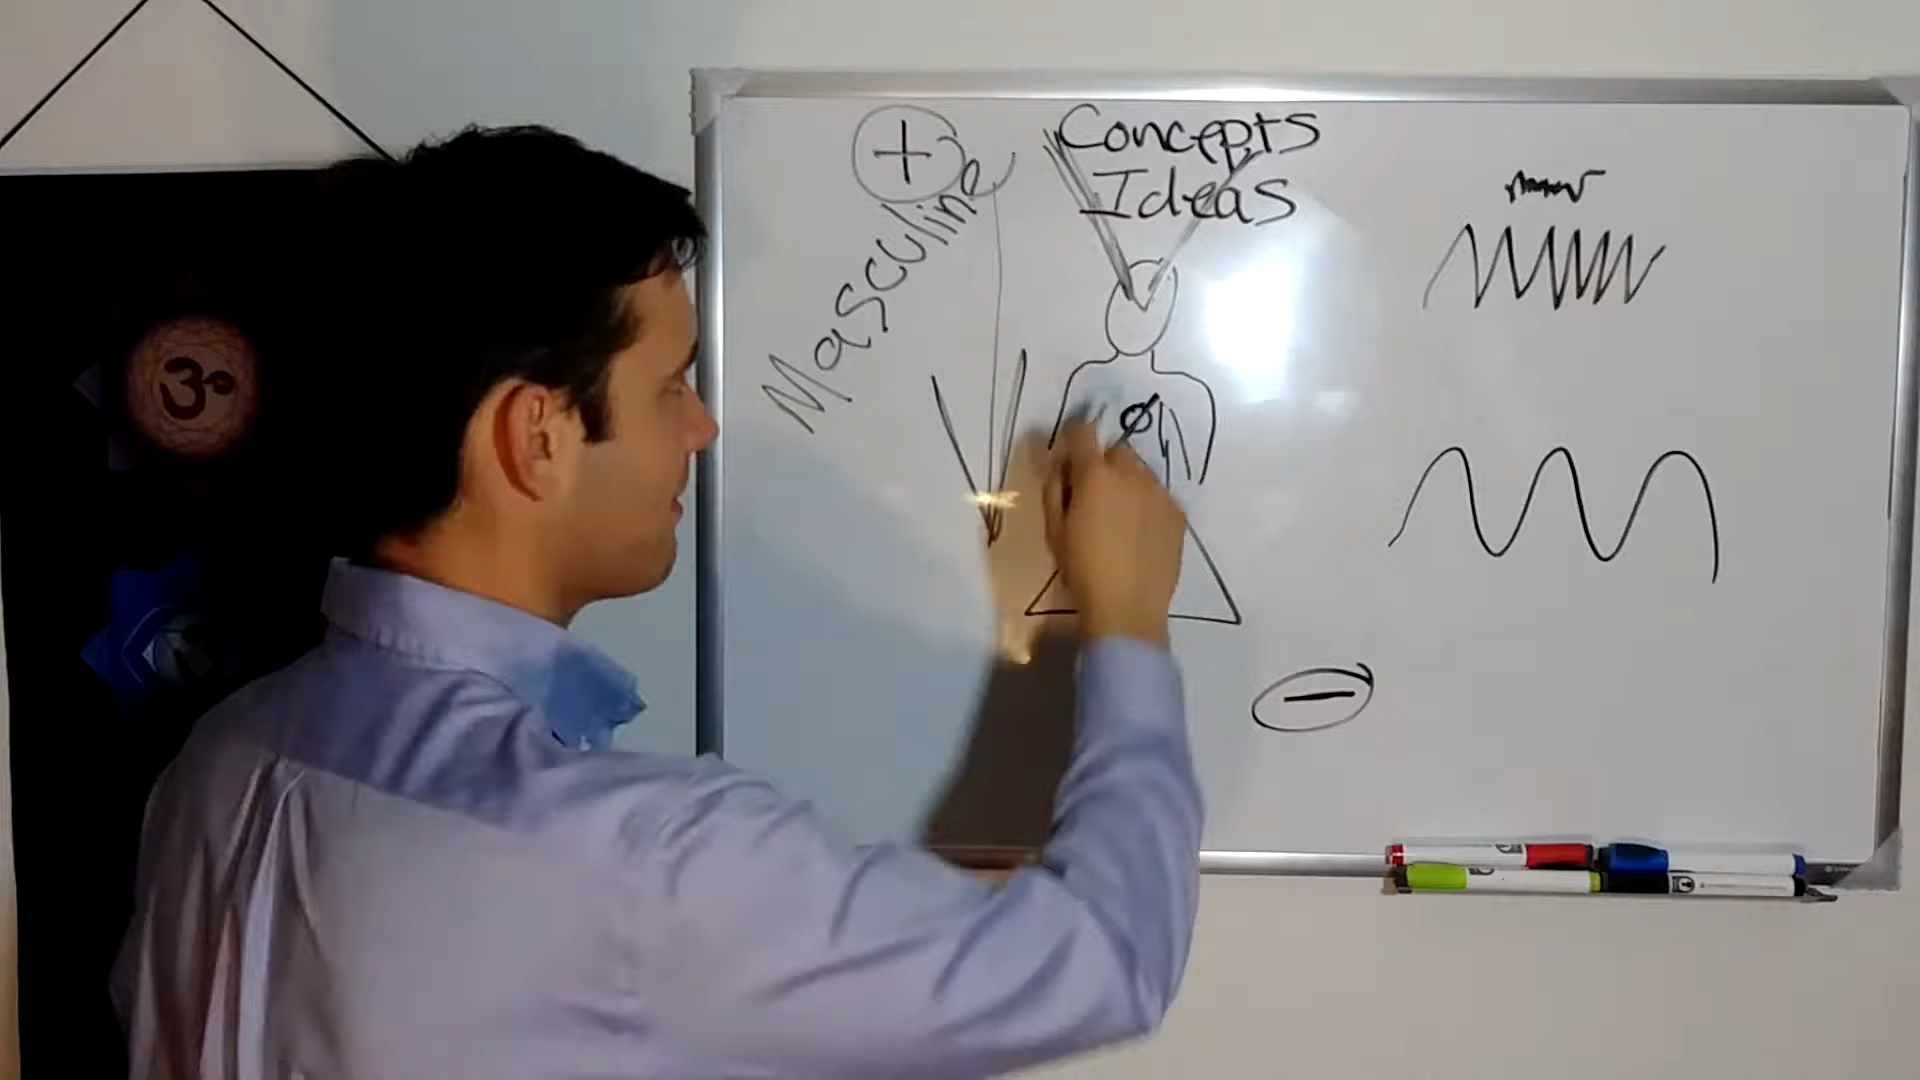 +
Concepts
Ideas
Masculine
ॐ
−